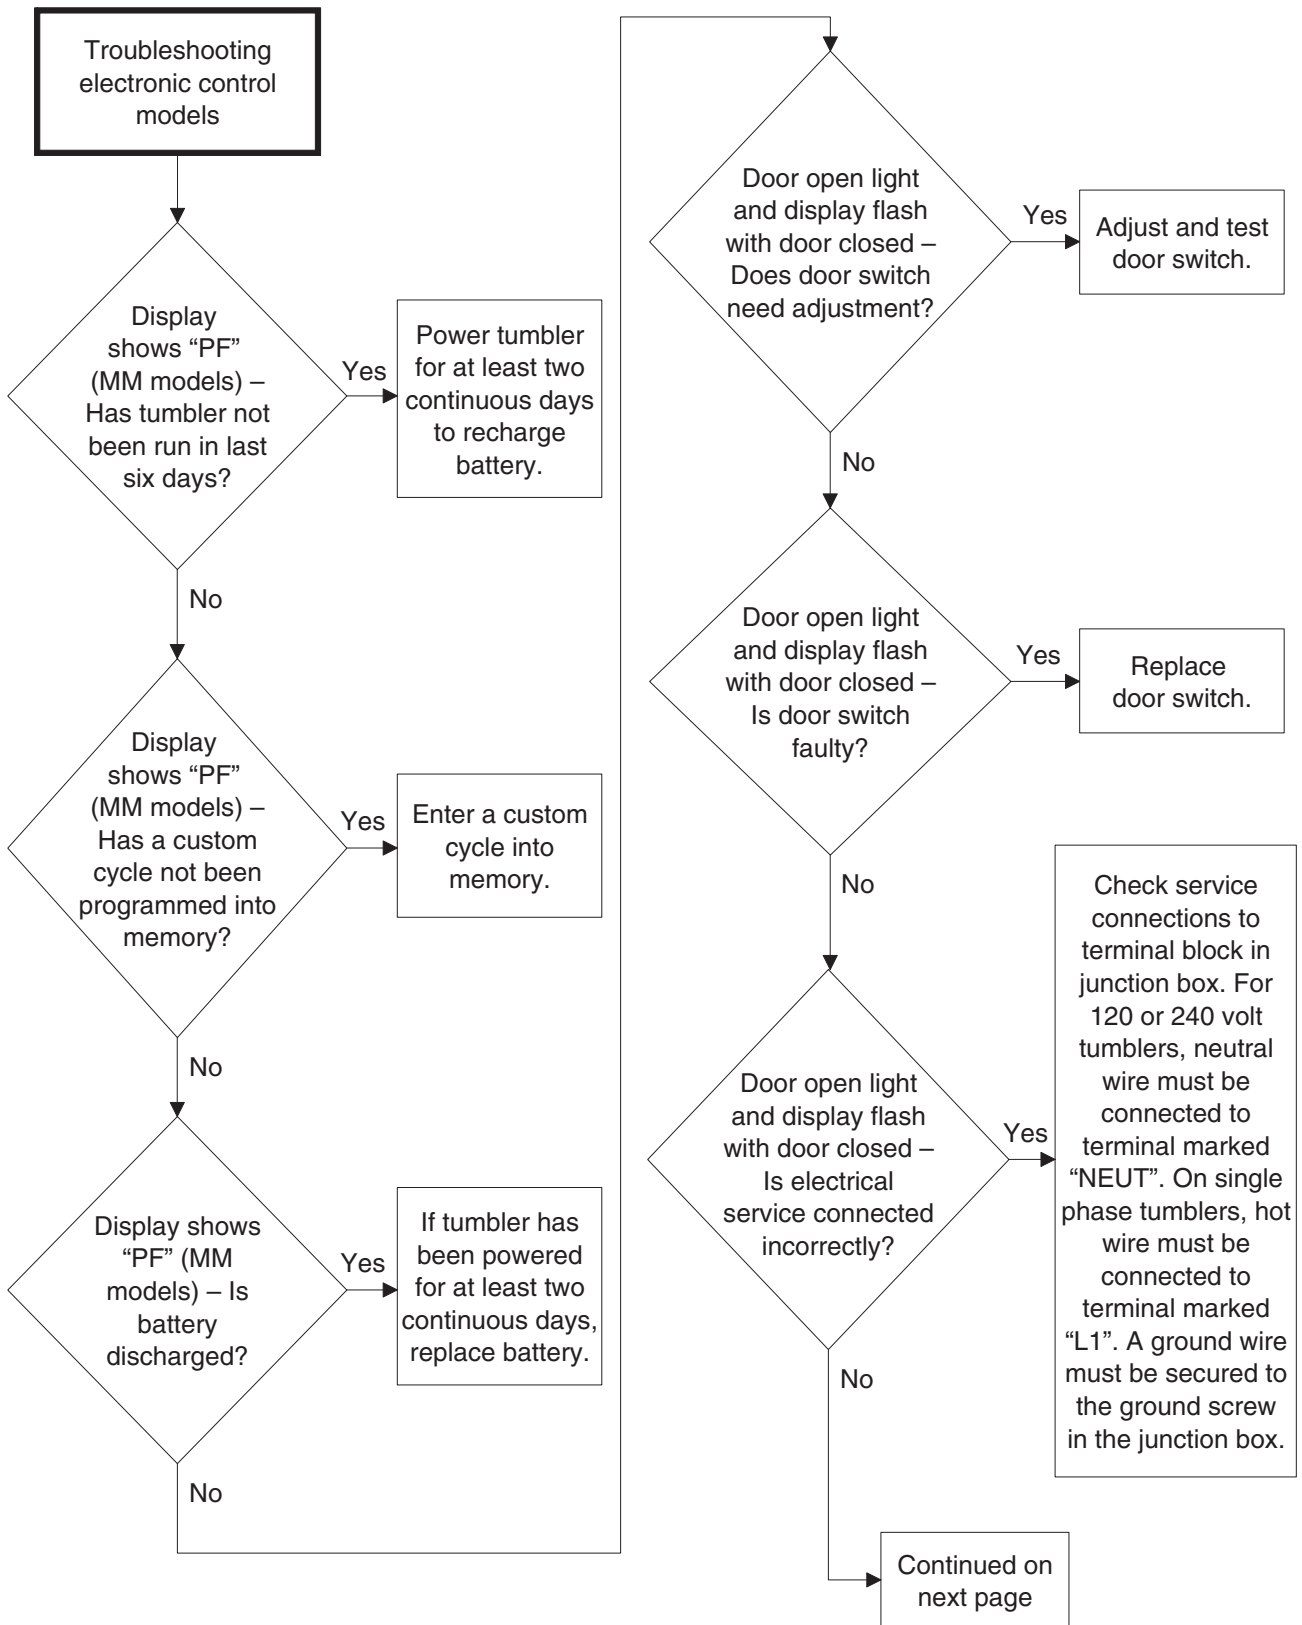 Troubleshooting
electronic control
models
Display
shows “PF”
(MM models) –
Has tumbler not
been run in last
six days?
Yes
Power tumbler
for at least two
continuous days
to recharge
battery.
No
Display
shows “PF”
(MM models) –
Has a custom
cycle not been
programmed into
memory?
Yes
Enter a custom
cycle into
memory.
No
Display shows
“PF” (MM
models) – Is
battery
discharged?
Yes
If tumbler has
been powered
for at least two
continuous days,
replace battery.
No
Door open light
and display flash
with door closed –
Does door switch
need adjustment?
Yes
Adjust and test
door switch.
No
Door open light
and display flash
with door closed –
Is door switch
faulty?
Yes
Replace
door switch.
No
Door open light
and display flash
with door closed –
Is electrical
service connected
incorrectly?
Yes
Check service
connections to
terminal block in
junction box. For
120 or 240 volt
tumblers, neutral
wire must be
connected to
terminal marked
“NEUT”. On single
phase tumblers, hot
wire must be
connected to
terminal marked
“L1”. A ground wire
must be secured to
the ground screw
in the junction box.
No
Continued on
next page